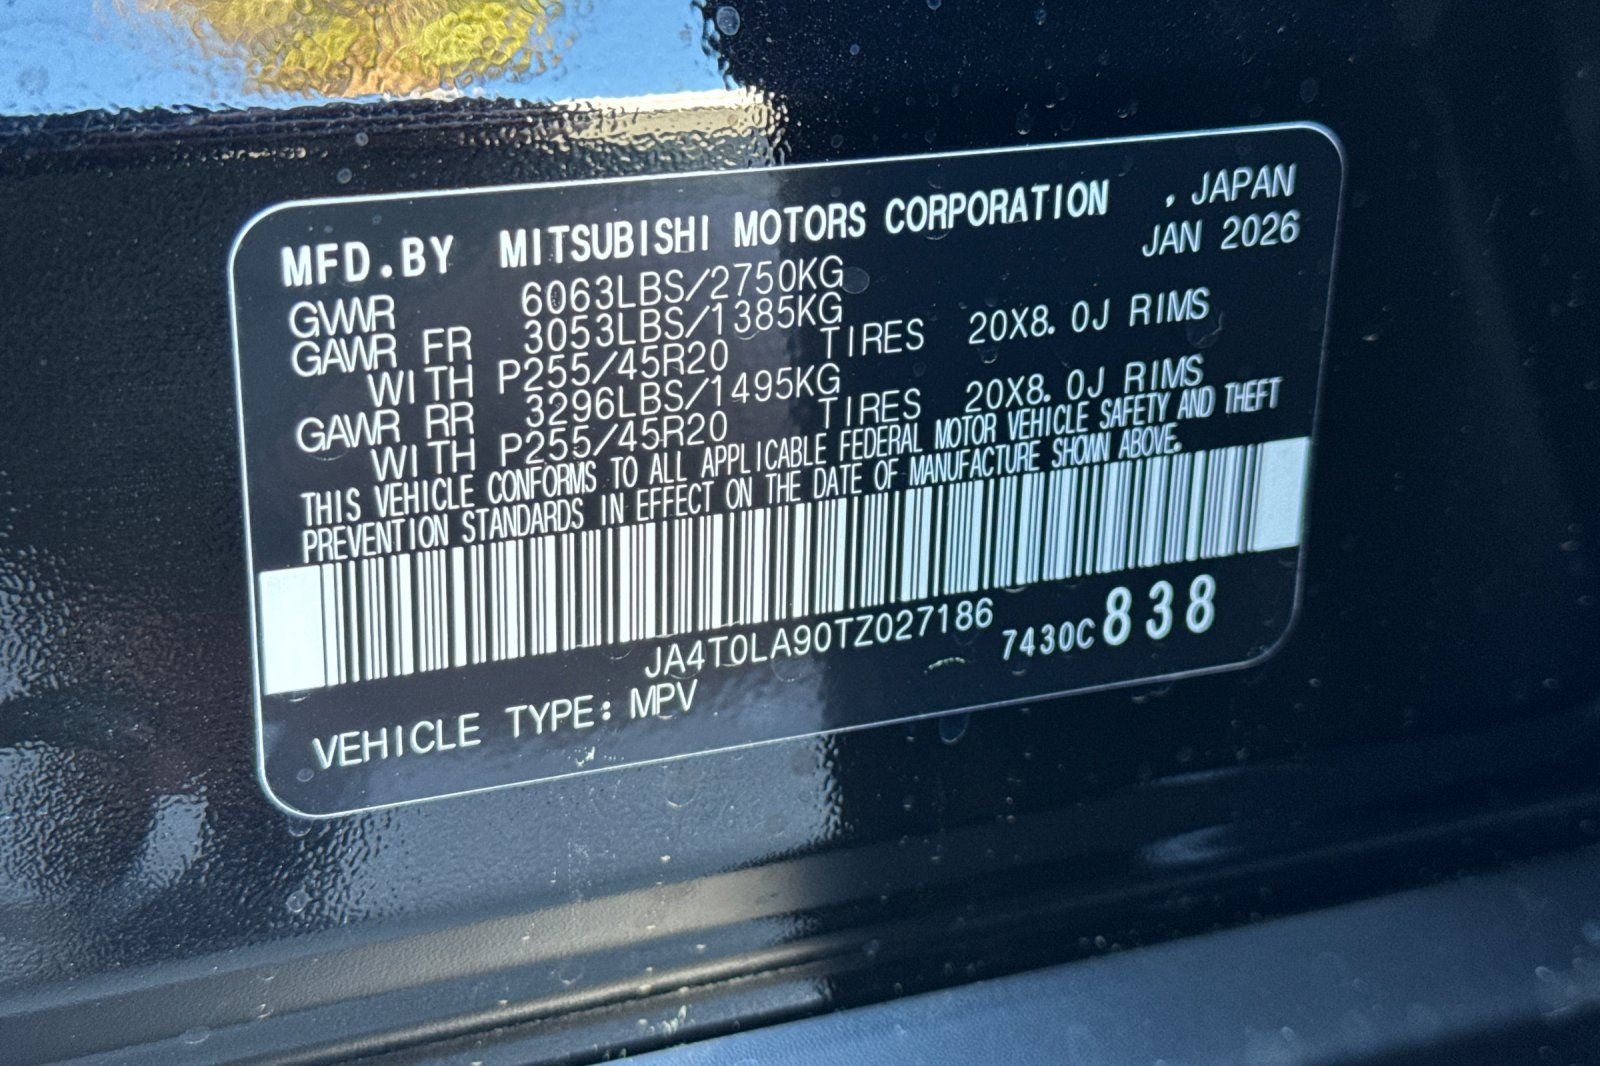 MFD.BY MITSUBISHI MOTORS CORPORATION , JAPAN
JAN 2026
GVWR 6063LBS/2750KG
GAWR FR 3053LBS/1385KG
WITH P255/45R20 TIRES 20X8.0J RIMS
GAWR RR 3296LBS/1495KG
WITH P255/45R20 TIRES 20X8.0J RIMS
THIS VEHICLE CONFORMS TO ALL APPLICABLE FEDERAL MOTOR VEHICLE SAFETY AND THEFT
PREVENTION STANDARDS IN EFFECT ON THE DATE OF MANUFACTURE SHOWN ABOVE.
JA4T0LA90TZ027186 7430C838
VEHICLE TYPE: MPV